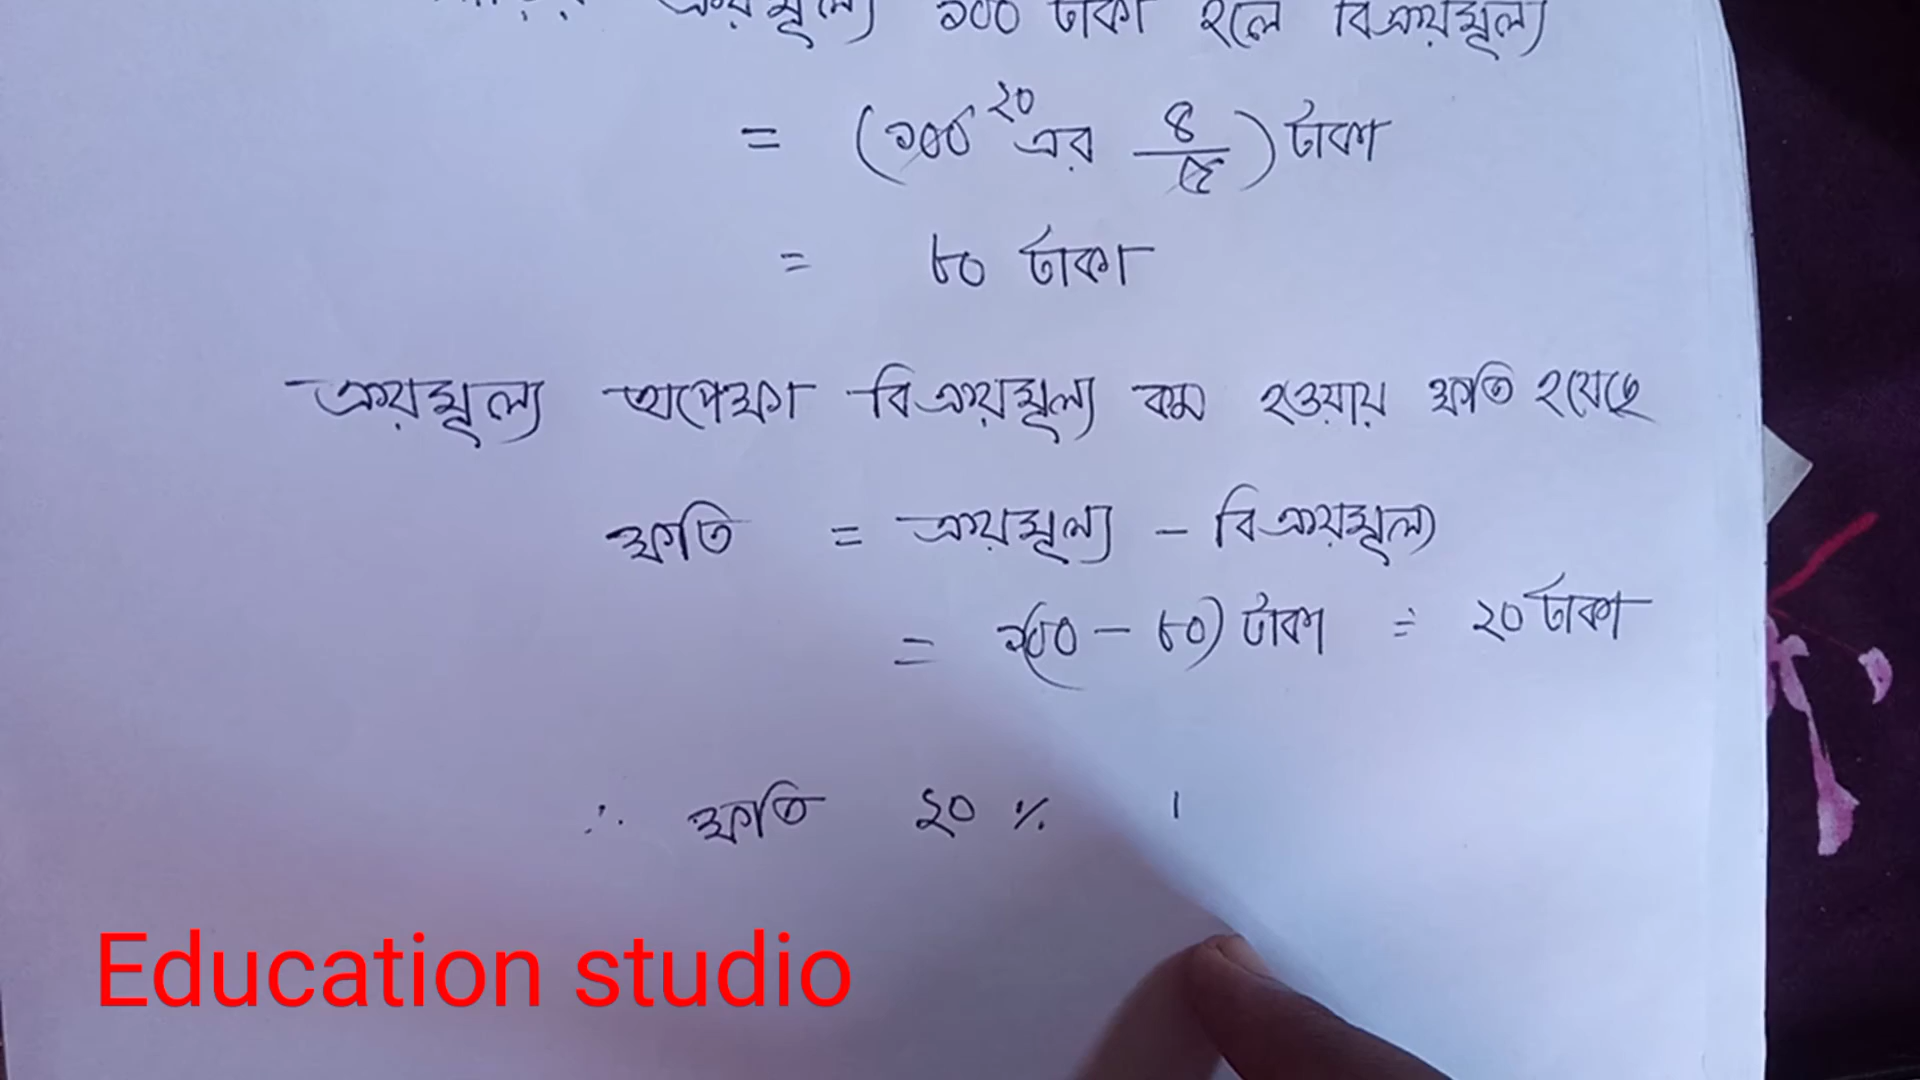 ক্রয়মূল্য ১০০ টাকা হলে বিক্রয়মূল্য
= (১০০ ২০ এর ৪/৫) টাকা
= ৮০ টাকা
ক্রয়মূল্য অপেক্ষা বিক্রয়মূল্য কম হওয়ায় ক্ষতি হয়েছে
ক্ষতি = ক্রয়মূল্য - বিক্রয়মূল্য
= (১০০ - ৮০) টাকা = ২০ টাকা
∴ ক্ষতি ২০ % ।
Education studio